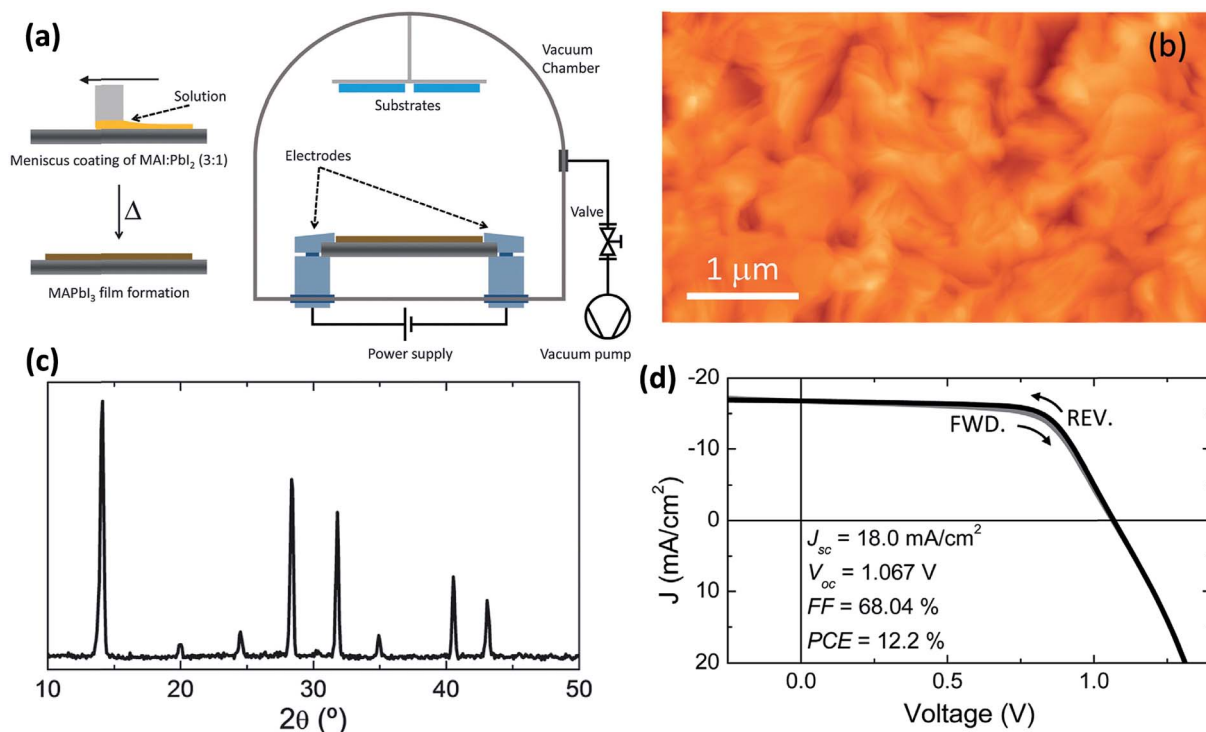 (a)
Solution
Meniscus coating of MAI:PbI₂ (3:1)
Δ
MAPbI₃ film formation
Vacuum
Chamber
Substrates
Electrodes
Valve
Power supply
Vacuum pump
(b)
1 μm
(c)
10 20 30 40 50
2θ (º)
(d)
-20
-10
0
10
20
J (mA/cm²)
REV.
FWD.
J_sc = 18.0 mA/cm²
V_oc = 1.067 V
FF = 68.04 %
PCE = 12.2 %
0.0 0.5 1.0
Voltage (V)